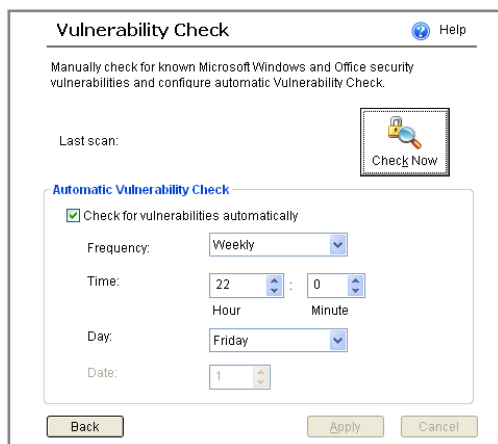 Vulnerability Check
Help
Manually check for known Microsoft Windows and Office security
vulnerabilities and configure automatic Vulnerability Check.
Last scan:
Check Now
Automatic Vulnerability Check
Check for vulnerabilities automatically
Frequency: Weekly
Time: 22 : 0
Hour Minute
Day: Friday
Date: 1
Back Apply Cancel